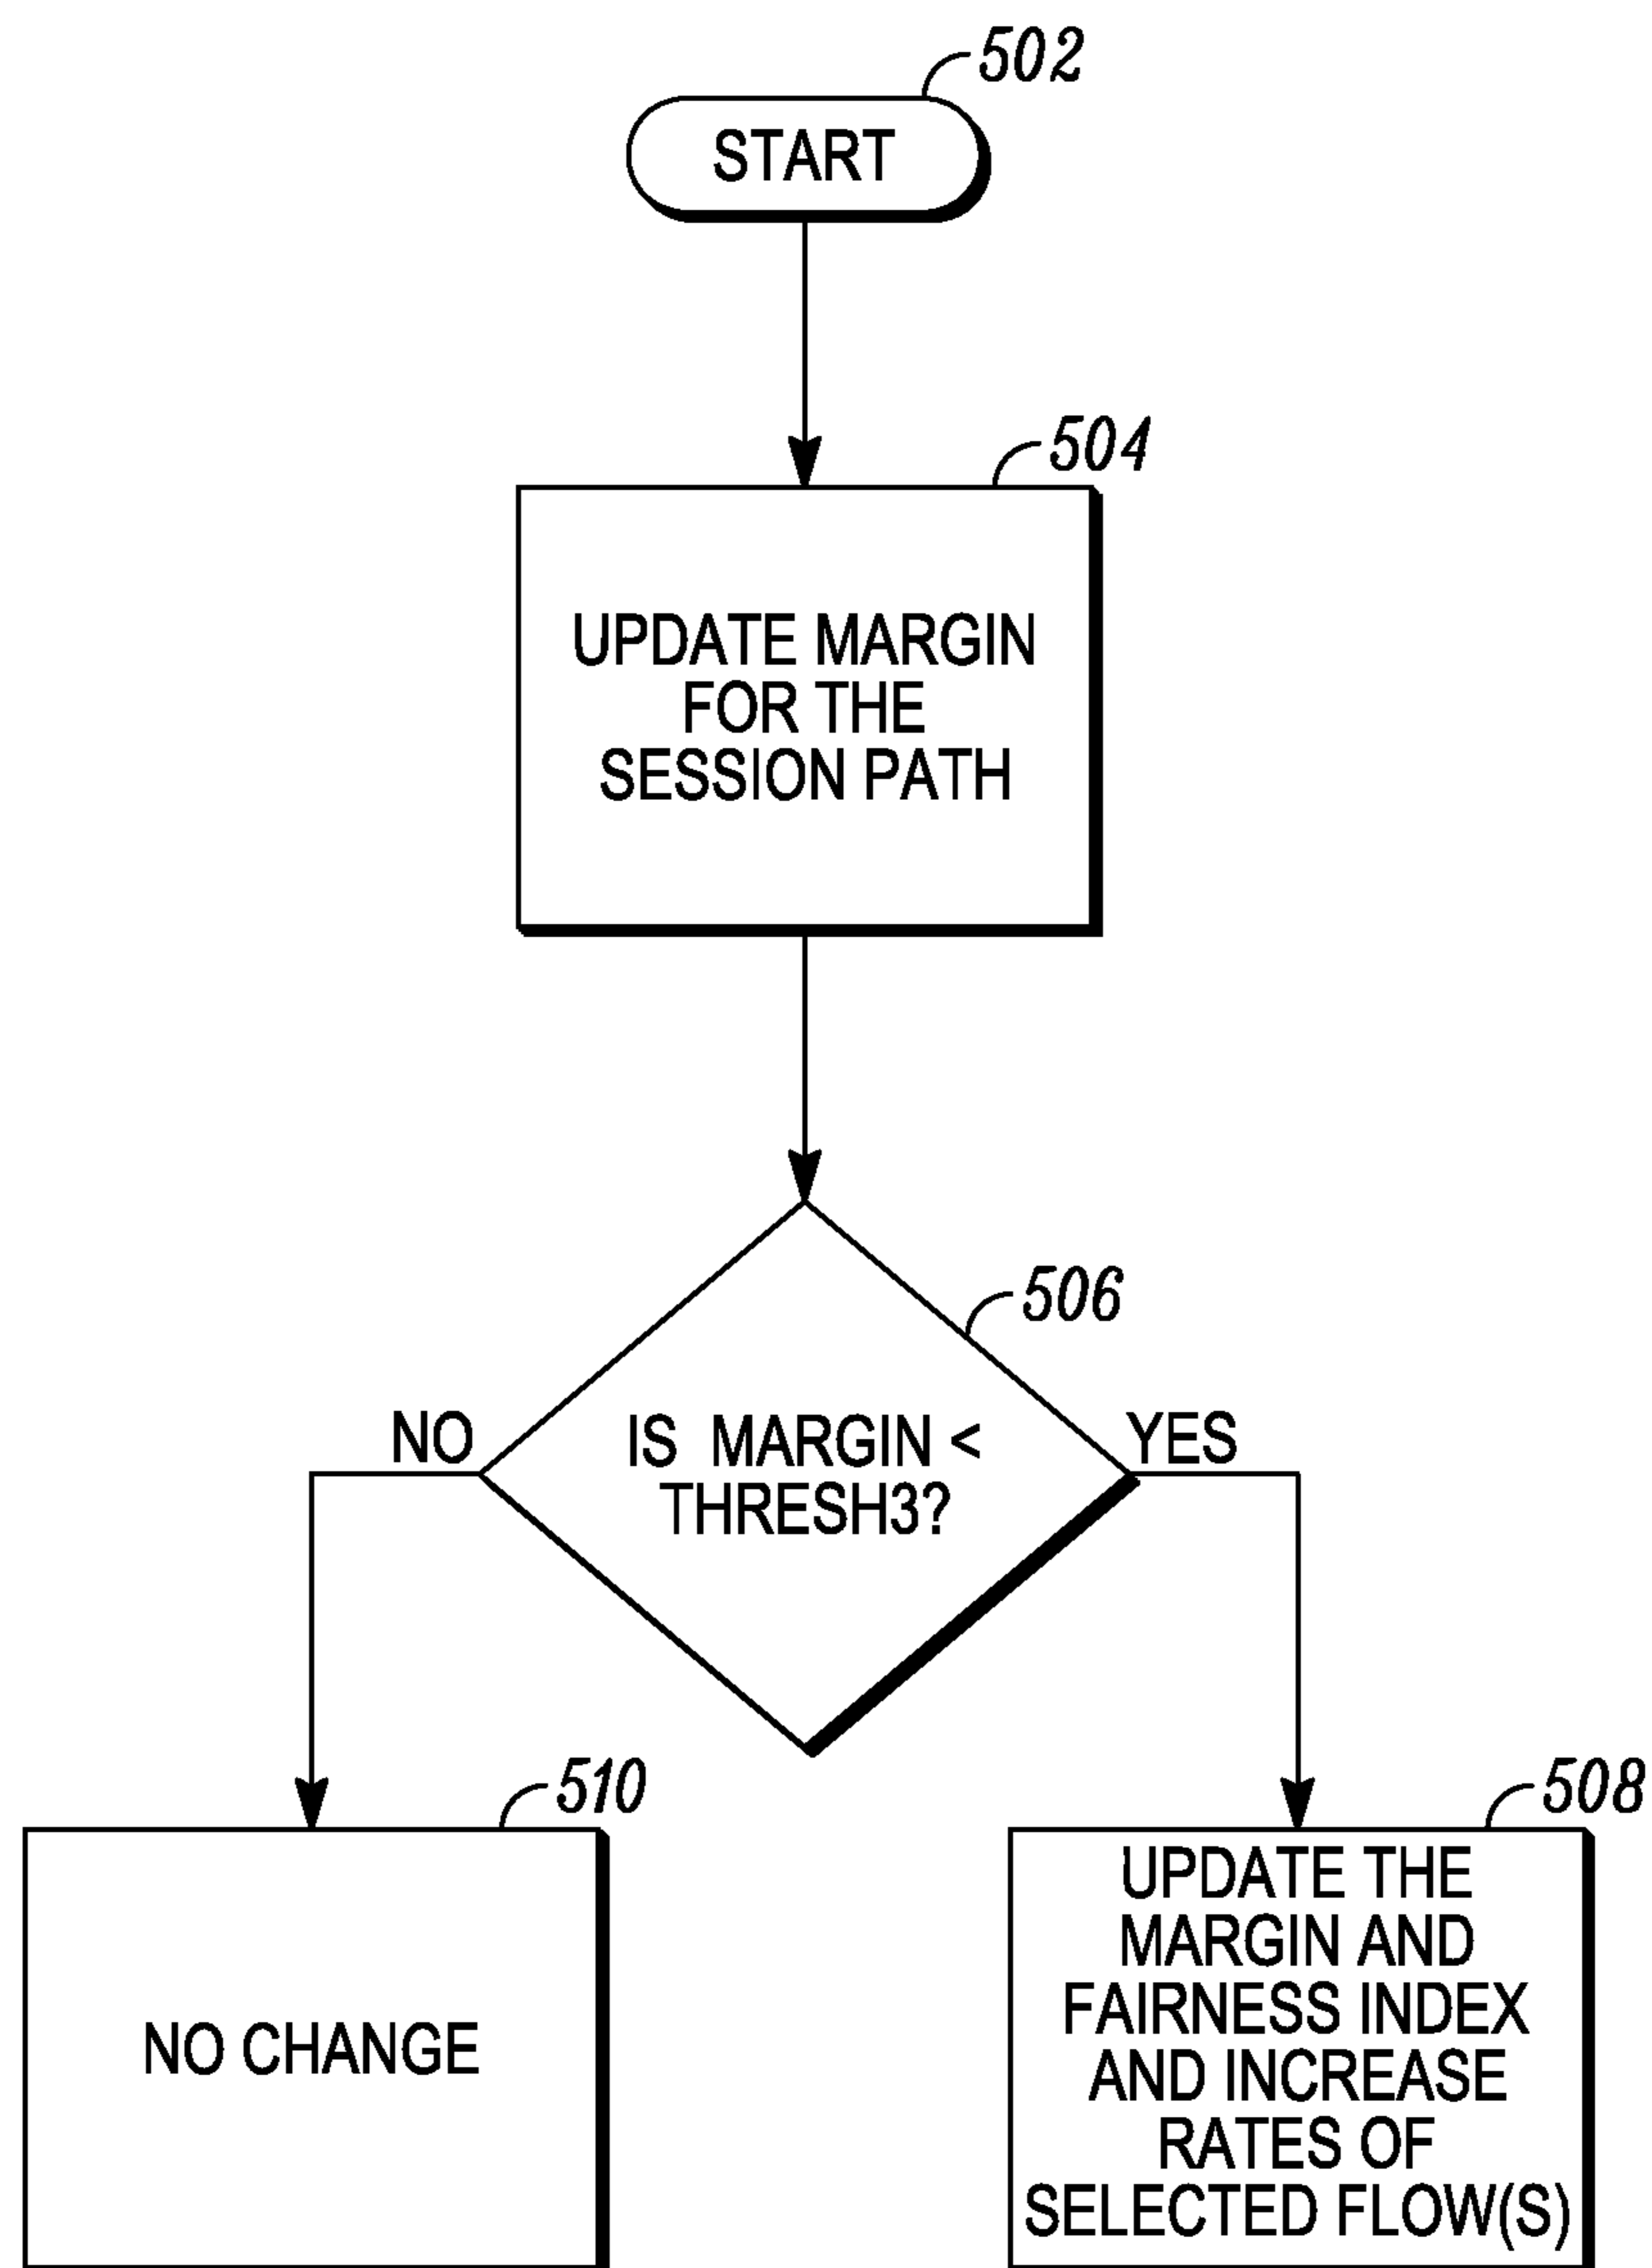 502
START
504
UPDATE MARGIN
FOR THE
SESSION PATH
506
NO
IS MARGIN <
THRESH3?
YES
510
NO CHANGE
508
UPDATE THE
MARGIN AND
FAIRNESS INDEX
AND INCREASE
RATES OF
SELECTED FLOW(S)